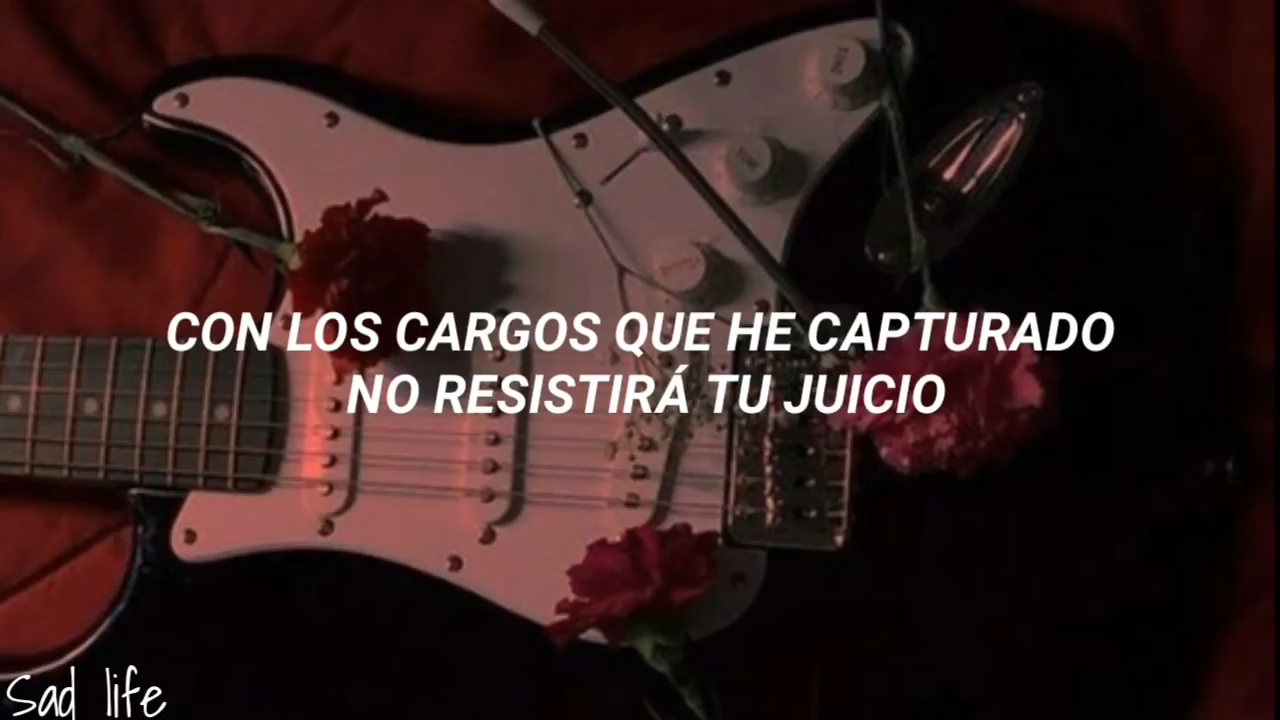 CON LOS CARGOS QUE HE CAPTURADO
NO RESISTIRÁ TU JUICIO
Sad life